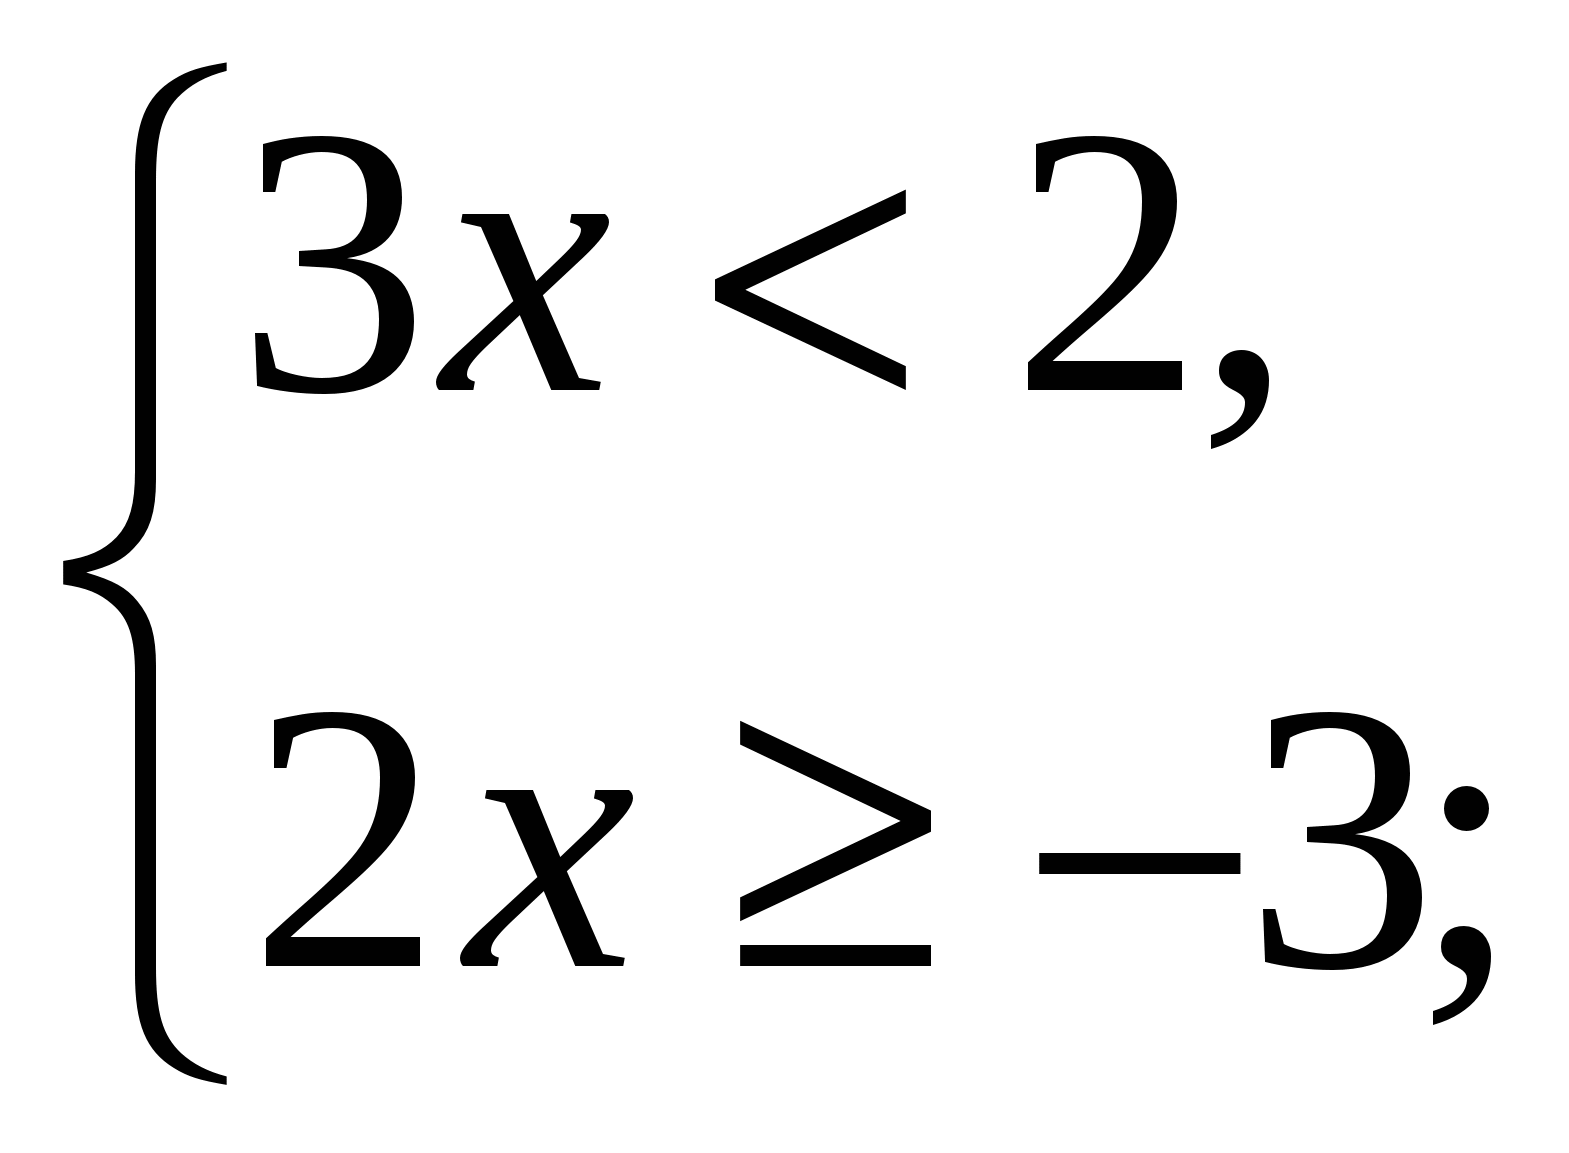 3x < 2,
2x ≥ −3;